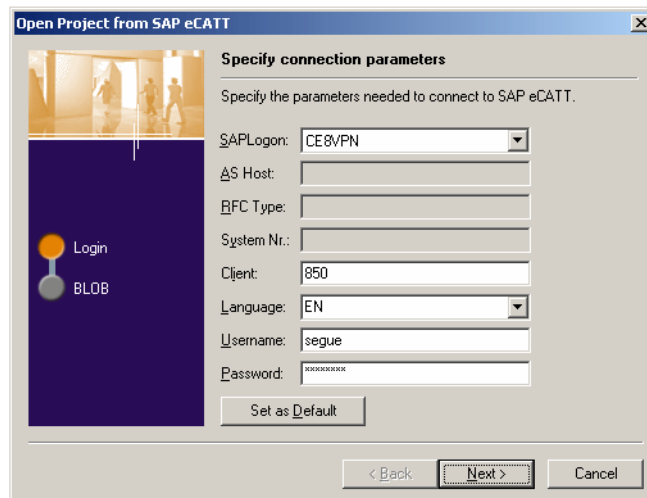 Open Project from SAP eCATT
Specify connection parameters
Specify the parameters needed to connect to SAP eCATT.
SAPLogon: CE8VPN
AS Host:
RFC Type:
System Nr.:
Client: 850
Language: EN
Username: segue
Password: ********
Set as Default
Login
BLOB
< Back Next > Cancel